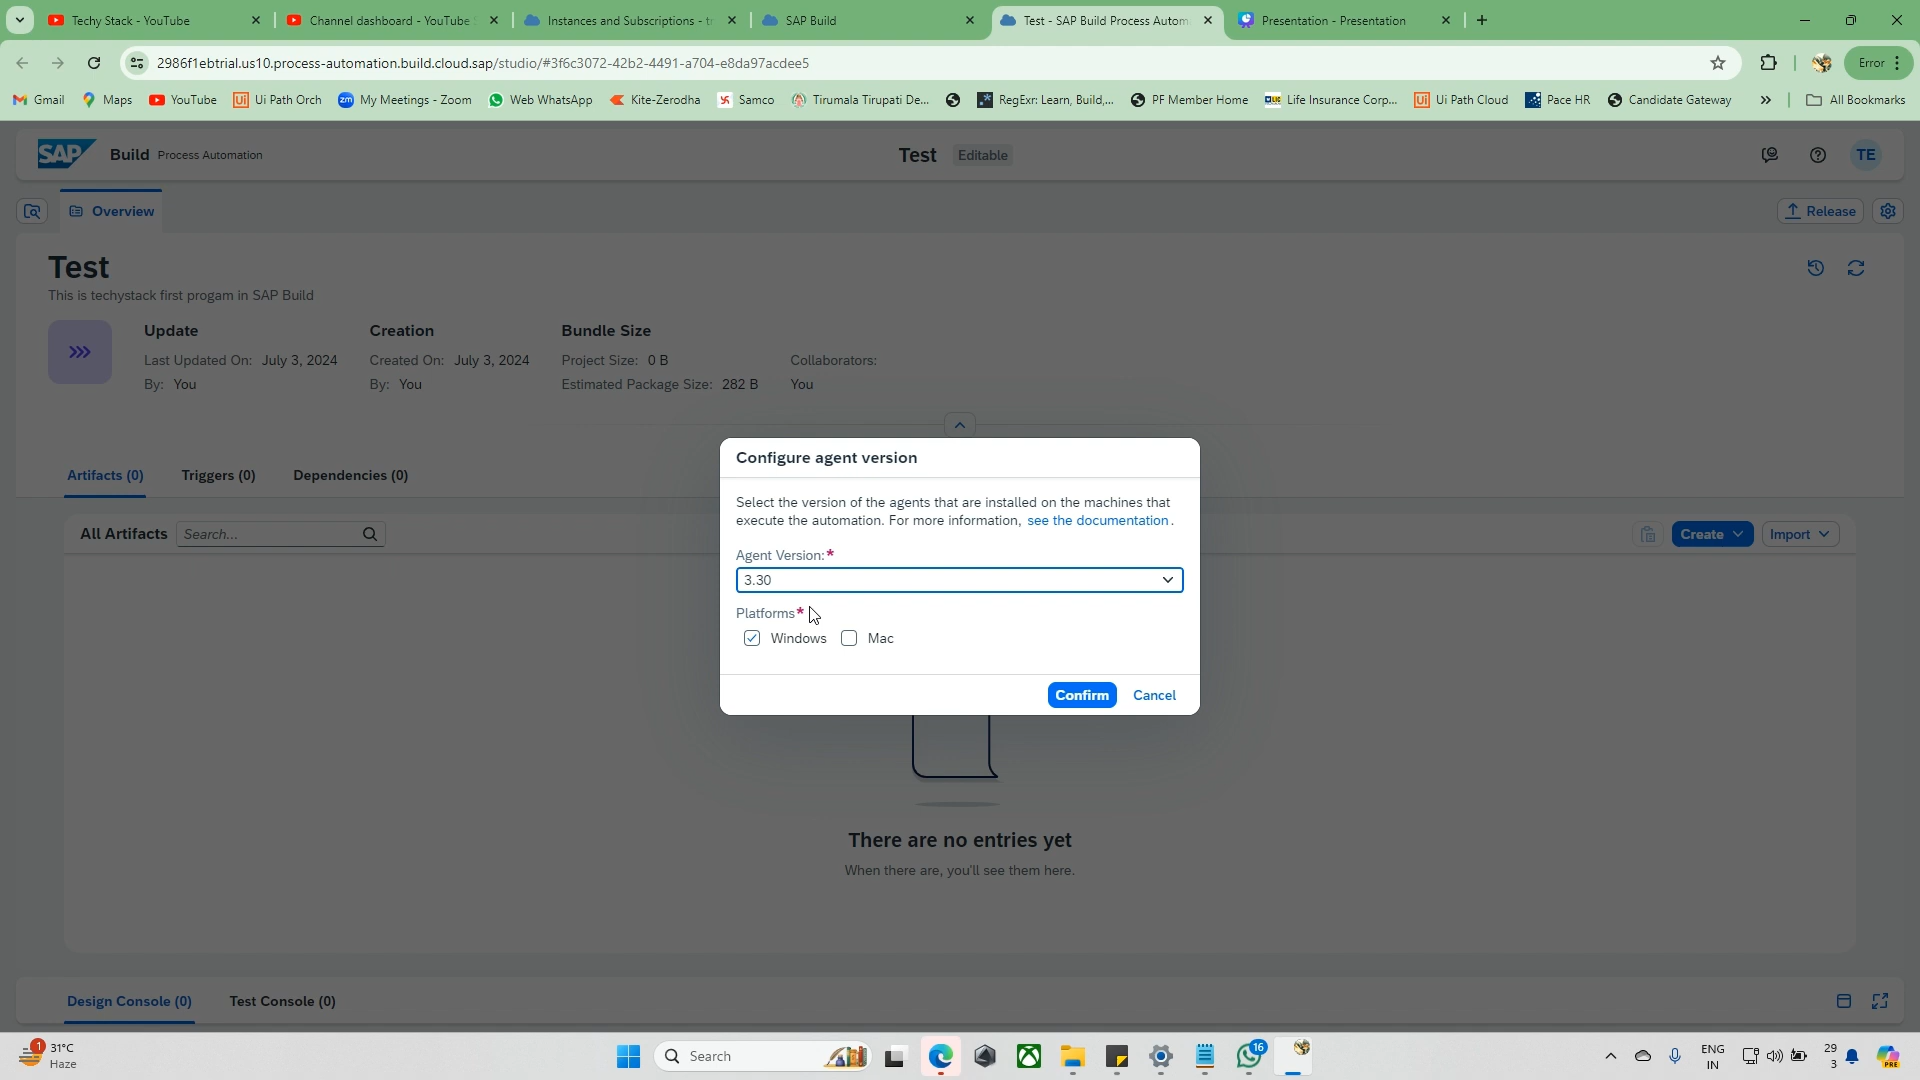 Techy Stack - YouTube
Channel dashboard - YouTube S
Instances and Subscriptions - tr
SAP Build
Test - SAP Build Process Autom
Presentation - Presentation
2986f1ebtrial.us10.process-automation.build.cloud.sap/studio/#3f6c3072-42b2-4491-a704-e8da97acdee5
Error
Gmail
Maps
YouTube
Ui Path Orch
My Meetings - Zoom
Web WhatsApp
Kite-Zerodha
Samco
Tirumala Tirupati De...
RegExr: Learn, Build,...
PF Member Home
Life Insurance Corp...
Ui Path Cloud
Pace HR
Candidate Gateway
»
All Bookmarks
SAP Build Process Automation
Test Editable
TE
Overview
Release
Test
This is techystack first progam in SAP Build
Update
Last Updated On: July 3, 2024
By: You
Creation
Created On: July 3, 2024
By: You
Bundle Size
Project Size: 0 B
Estimated Package Size: 282 B
Collaborators:
You
Configure agent version
Select the version of the agents that are installed on the machines that
execute the automation. For more information, see the documentation.
Agent Version:*
3.30
Platforms*
Windows Mac
Confirm Cancel
Artifacts (0) Triggers (0) Dependencies (0)
All Artifacts Search...
Create Import
There are no entries yet
When there are, you'll see them here.
Design Console (0) Test Console (0)
1
31°C
Haze
Search
16
ENG
IN
29
3
PRE